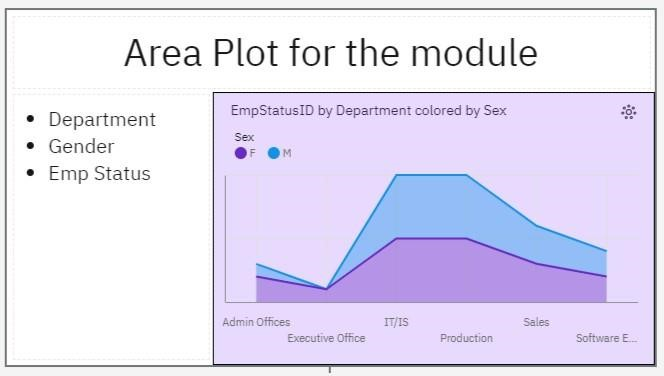 Area Plot for the module
• Department
• Gender
• Emp Status
EmpStatusID by Department colored by Sex
Sex
F M
Admin Offices
Executive Office
IT/IS
Production
Sales
Software E...